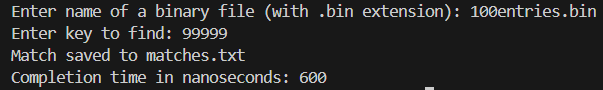 Enter name of a binary file (with .bin extension): 100entries.bin
Enter key to find: 99999
Match saved to matches.txt
Completion time in nanoseconds: 600